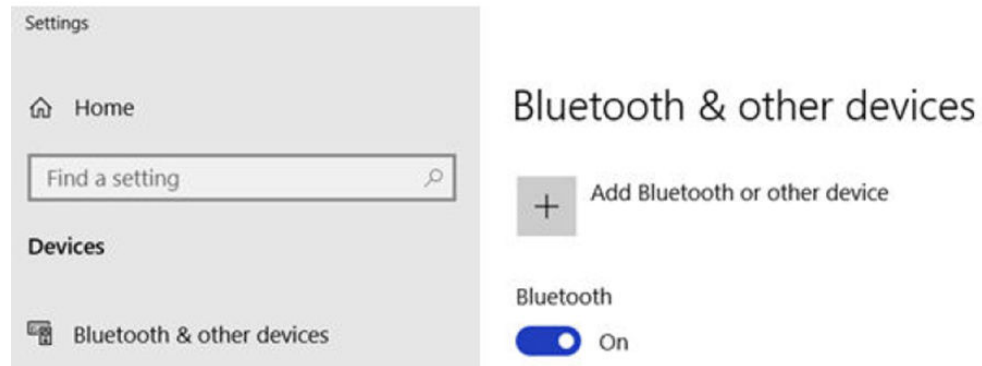 Settings
Home
Find a setting
Devices
Bluetooth & other devices
Bluetooth & other devices
Add Bluetooth or other device
Bluetooth
On